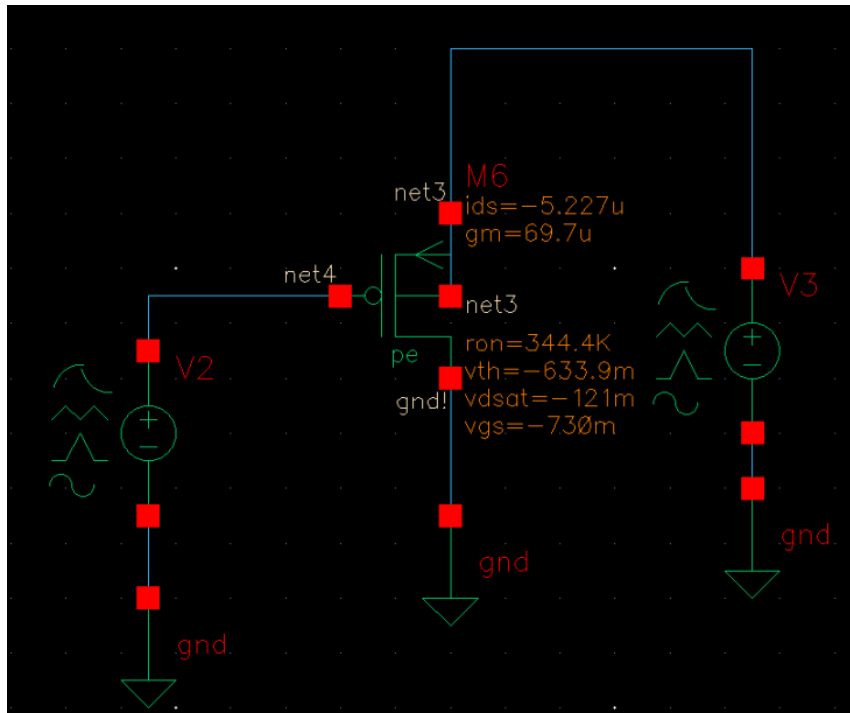 M6
net3
ids=-5.227u
gm=69.7u
net4
net3
V3
pe
ron=344.4K
vth=-633.9m
V2
gnd!
vdsat=-121m
vgs=-730m
gnd
gnd
gnd